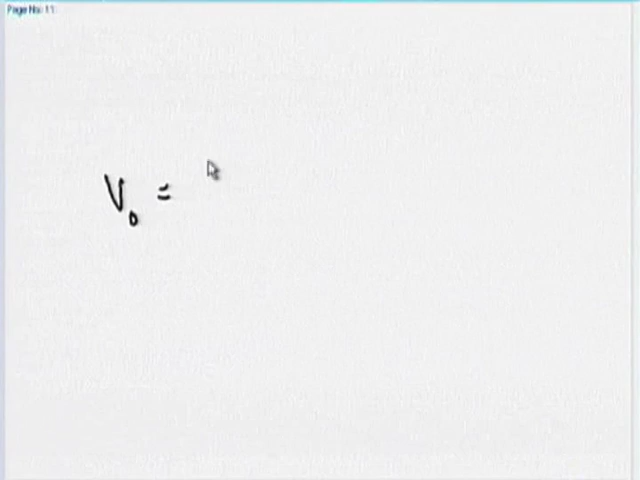 Page No: 11
V₀ =